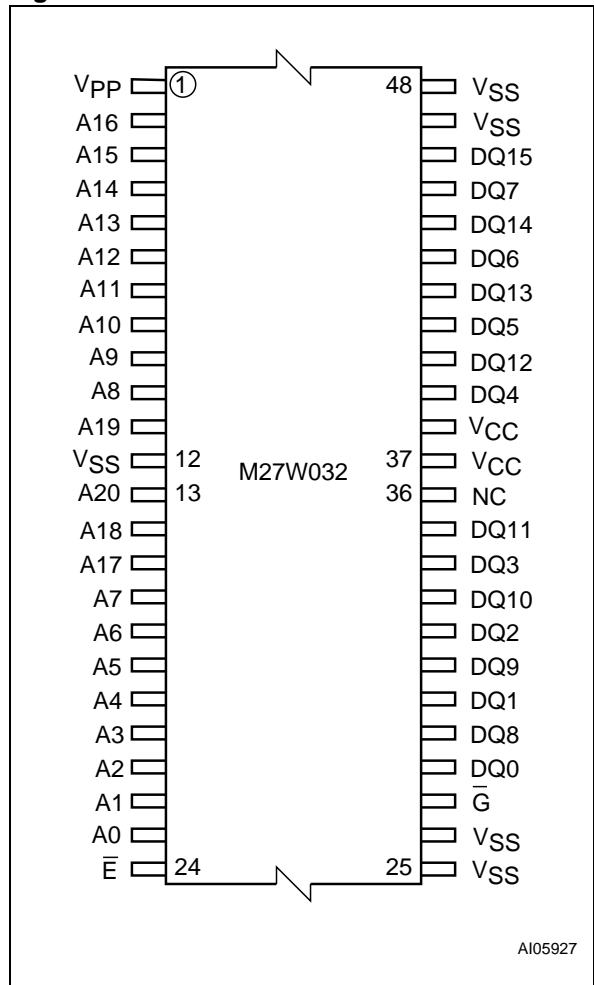 VPP 1 48 VSS
A16 VSS
A15 DQ15
A14 DQ7
A13 DQ14
A12 DQ6
A11 DQ13
A10 DQ5
A9 DQ12
A8 DQ4
A19 VCC
VSS 12 37 VCC
M27W032
A20 13 36 NC
A18 DQ11
A17 DQ3
A7 DQ10
A6 DQ2
A5 DQ9
A4 DQ1
A3 DQ8
A2 DQ0
A1 G̅
A0 VSS
E̅ 24 25 VSS
AI05927